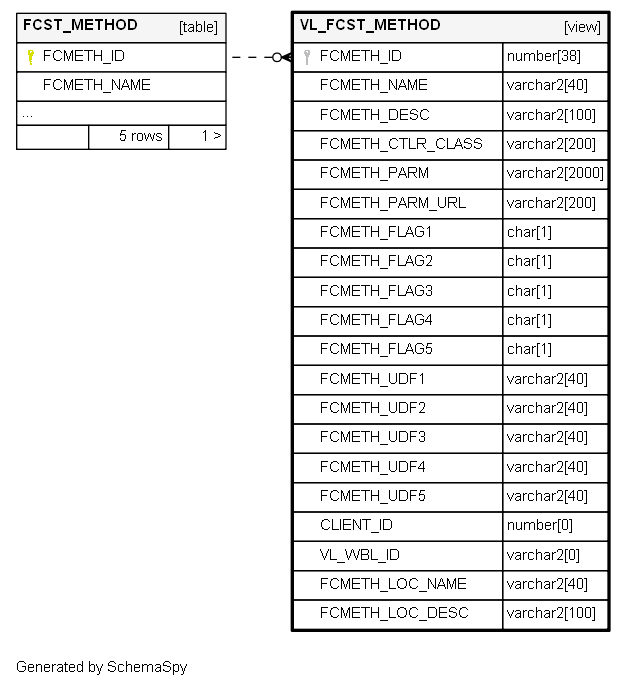 FCST_METHOD [table]
FCMETH_ID
FCMETH_NAME
...
5 rows 1 >
VL_FCST_METHOD [view]
FCMETH_ID number[38]
FCMETH_NAME varchar2[40]
FCMETH_DESC varchar2[100]
FCMETH_CTLR_CLASS varchar2[200]
FCMETH_PARM varchar2[2000]
FCMETH_PARM_URL varchar2[200]
FCMETH_FLAG1 char[1]
FCMETH_FLAG2 char[1]
FCMETH_FLAG3 char[1]
FCMETH_FLAG4 char[1]
FCMETH_FLAG5 char[1]
FCMETH_UDF1 varchar2[40]
FCMETH_UDF2 varchar2[40]
FCMETH_UDF3 varchar2[40]
FCMETH_UDF4 varchar2[40]
FCMETH_UDF5 varchar2[40]
CLIENT_ID number[0]
VL_WBL_ID varchar2[0]
FCMETH_LOC_NAME varchar2[40]
FCMETH_LOC_DESC varchar2[100]
Generated by SchemaSpy